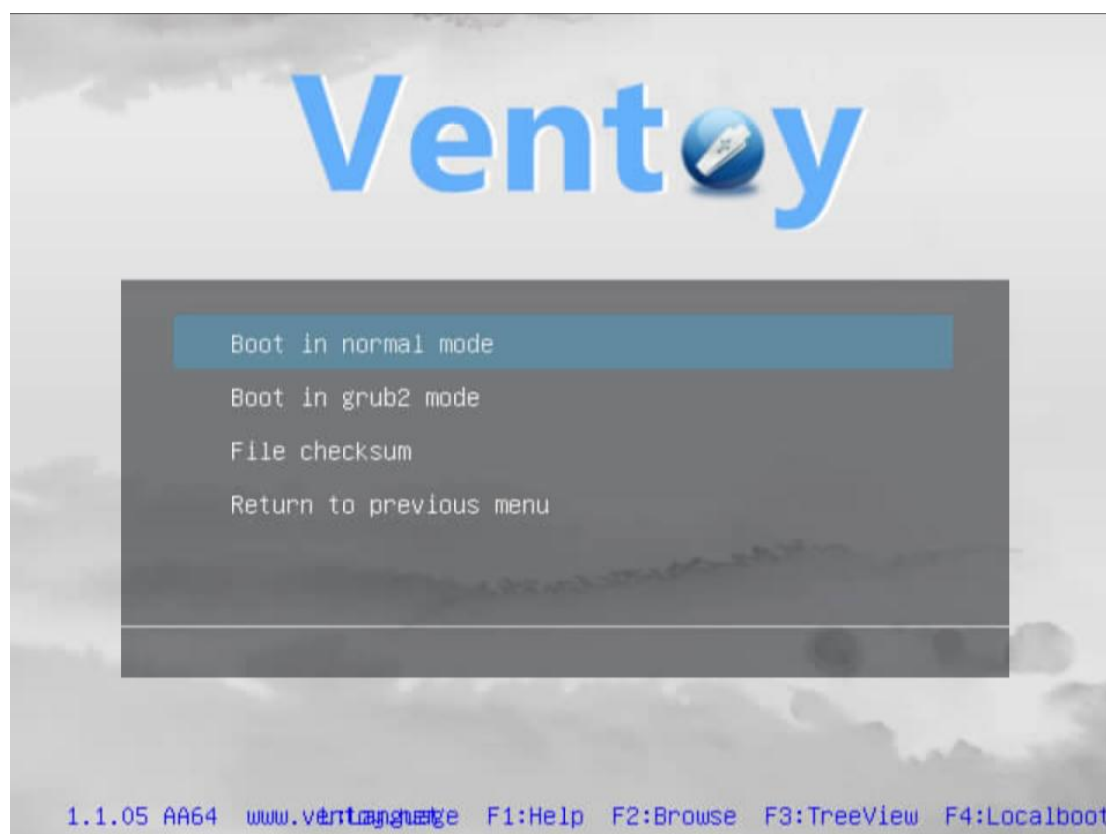 Ventoy
Boot in normal mode
Boot in grub2 mode
File checksum
Return to previous menu
1.1.05 AA64 F1:Help F2:Browse F3:TreeView F4:Localboot